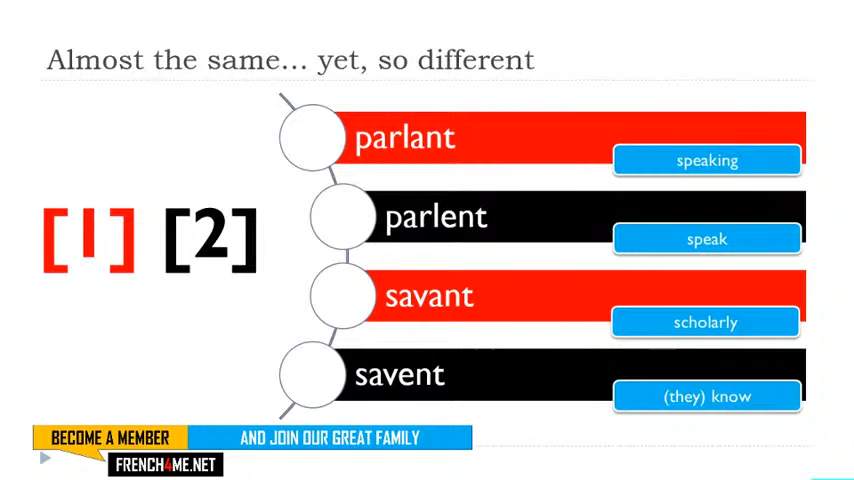 Almost the same... yet, so different
[1] [2]
parlant
speaking
parlent
speak
savant
scholarly
savent
(they) know
BECOME A MEMBER
AND JOIN OUR GREAT FAMILY
FRENCH4ME.NET